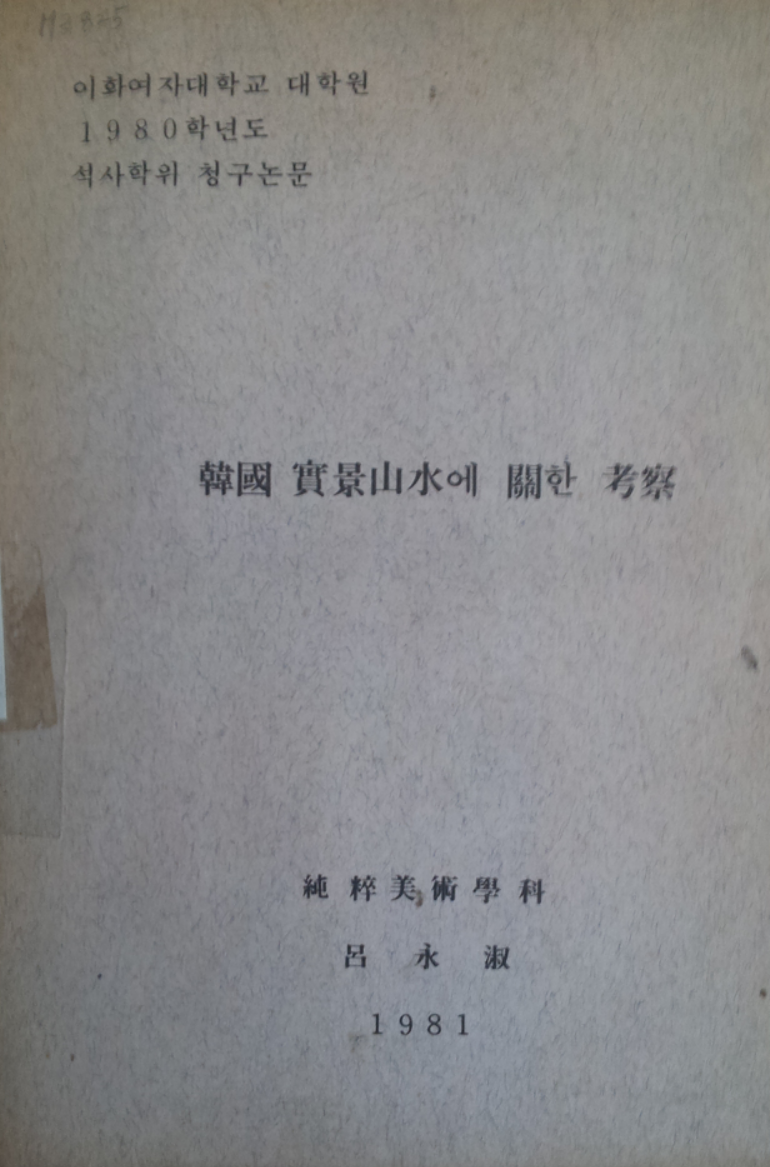 이화여자대학교 대학원
1980학년도
석사학위 청구논문
韓國 實景山水에 關한 考察
純粹美術學科
呂永淑
1981